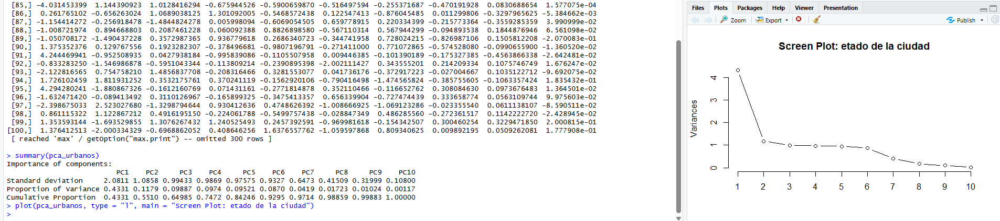 [85,] -4.031453399 1.144390923 1.0128416294 -0.675944526 -0.5900659870 -0.516497594 -0.255371687 -0.470191928 0.0830688654 1.577075e-04
[86,] 0.261765102 -0.656263024 1.0689038125 1.301092005 -0.5468572438 0.122547413 -0.876045485 0.011299806 -0.3297965625 -5.384662e-03
[87,] -1.154414272 -0.256918478 -1.4844824278 0.005998094 -0.6069054505 0.659778915 0.220334399 -0.215773364 -0.3559285359 3.990999e-02
[88,] -1.008721974 0.894668803 0.2087461228 0.060092388 0.8826898580 -0.567110314 0.567944299 -0.094893538 0.1844876946 6.561098e-02
[89,] -1.050708172 -1.490437228 0.3572987365 0.936779618 0.2686340723 -0.344741958 0.728024215 -0.826987106 0.1505812208 -2.070083e-01
[90,] 1.375352376 0.129767556 0.1923282307 -0.378496681 -0.9807196791 -0.271411000 0.771072865 -0.574528080 -0.0990655900 -1.360520e-02
[91,] 4.244469941 -0.952508935 0.0427938184 -0.995839086 -0.1105507958 0.009446385 -0.101390189 -0.175327385 -0.4563866338 -2.642481e-02
[92,] -0.833283250 -1.546986878 -0.5951043344 -0.113809214 -0.2390895398 -2.002111427 0.343555201 0.214209334 0.1075746749 1.676247e-02
[93,] -2.122816565 0.754758210 1.4856837708 -0.208316466 0.3281553077 0.041736176 -0.372917223 -0.027004667 0.1035122712 -9.692075e-02
[94,] 1.726102459 1.811931252 0.3532175761 0.370241119 -0.1562920106 -0.790416498 -1.474565824 -0.385755605 -0.1063357424 1.835432e-01
[95,] 4.294280241 -1.880867326 -0.1612160769 0.071431161 -0.2771814878 0.352110466 -0.116652762 0.308084630 0.0973676483 1.364501e-02
[96,] -1.632471420 -0.089413492 0.3110126967 -0.165899325 -0.3475413357 0.656339904 -0.727474439 0.333658774 0.0563109744 9.975603e-02
[97,] -2.398675033 2.523027680 -1.3298794644 0.930412636 0.4748626392 -1.008666925 -1.069123286 -0.023355540 0.0611138107 -8.590511e-02
[98,] 0.861115322 1.122867212 0.4916195150 -0.224061788 -0.5499757438 -0.028847349 0.486285560 -0.272361517 0.1142222720 -2.428945e-02
[99,] 1.353593144 -1.693529855 1.3076267432 1.240525493 0.2457392591 -0.969981618 -0.154342507 0.300460254 0.3229471850 2.000815e-01
[100,] 1.376412513 -2.000334329 -0.6968862052 0.408646256 1.6376557762 -1.059597868 0.809340625 0.009892195 0.0509262081 1.777908e-01
[ reached 'max' / getOption("max.print") -- omitted 300 rows ]
> summary(pca_urbanos)
Importance of components:
PC1 PC2 PC3 PC4 PC5 PC6 PC7 PC8 PC9 PC10
Standard deviation 2.0811 1.0858 0.99433 0.9869 0.97575 0.9327 0.6473 0.41509 0.31999 0.10800
Proportion of Variance 0.4331 0.1179 0.09887 0.0974 0.09521 0.0870 0.0419 0.01723 0.01024 0.00117
Cumulative Proportion 0.4331 0.5510 0.64985 0.7472 0.84246 0.9295 0.9714 0.98859 0.99883 1.00000
> plot(pca_urbanos, type = "l", main = "Screen Plot: etado de la ciudad")
>
Files Plots Packages Help Viewer Presentation
Zoom Export Publish
Screen Plot: etado de la ciudad
Variances
4
3
2
1
0
1 2 3 4 5 6 7 8 9 10